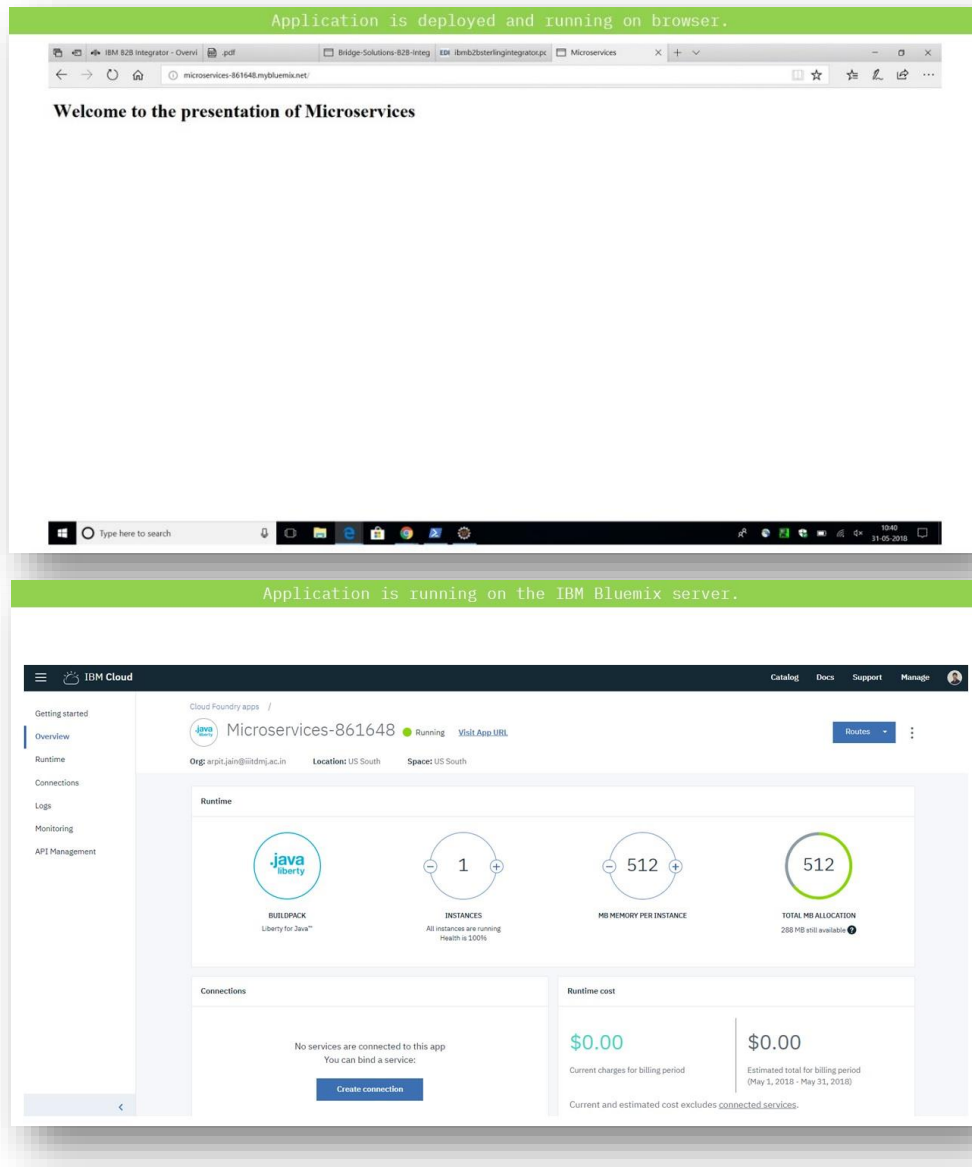 Application is deployed and running on browser.
IBM B2B Integrator - Overvi .pdf Bridge-Solutions-B2B-Integ EDI ibmb2bsterlingintegrator.pc Microservices
microservices-861648.mybluemix.net/
Welcome to the presentation of Microservices
Type here to search
10:40
31-05-2018
Application is running on the IBM Bluemix server.
IBM Cloud Catalog Docs Support Manage
Getting started
Overview
Runtime
Connections
Logs
Monitoring
API Management
Cloud Foundry apps /
.java liberty Microservices-861648 Running Visit App URL Routes
Org: arpit.jain@iiitdmj.ac.in Location: US South Space: US South
Runtime
.java
liberty
1
512
512
BUILDPACK INSTANCES MB MEMORY PER INSTANCE TOTAL MB ALLOCATION
Liberty for Java™ All instances are running 288 MB still available ?
Health is 100%
Connections
No services are connected to this app
You can bind a service:
Create connection
Runtime cost
$0.00 $0.00
Current charges for billing period Estimated total for billing period
(May 1, 2018 - May 31, 2018)
Current and estimated cost excludes connected services.